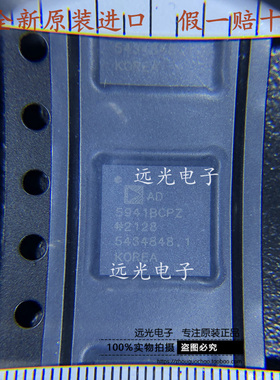 全新原装进口 假一赔十
KOREA
远光电子
AD
5941BCPZ
#2128
5434848.1
KOREA
远光电子
远光电子 专注原装正品
100%实物拍摄 盗图必究